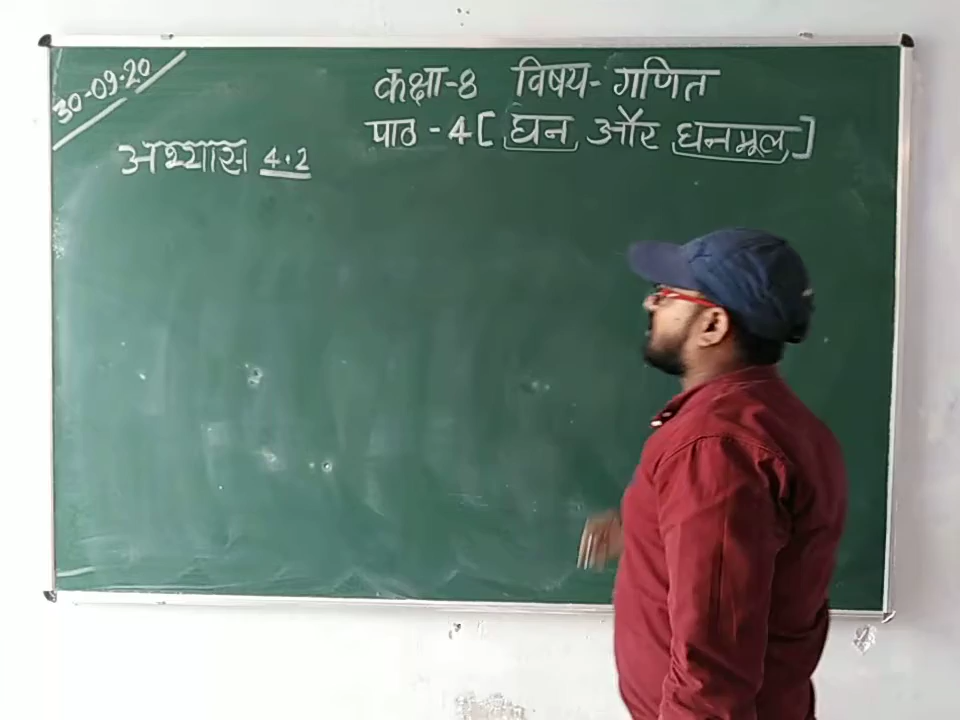 30-09-20
कक्षा-8 विषय- गणित
पाठ - 4 [ घन और घनमूल ]
अभ्यास 4.2